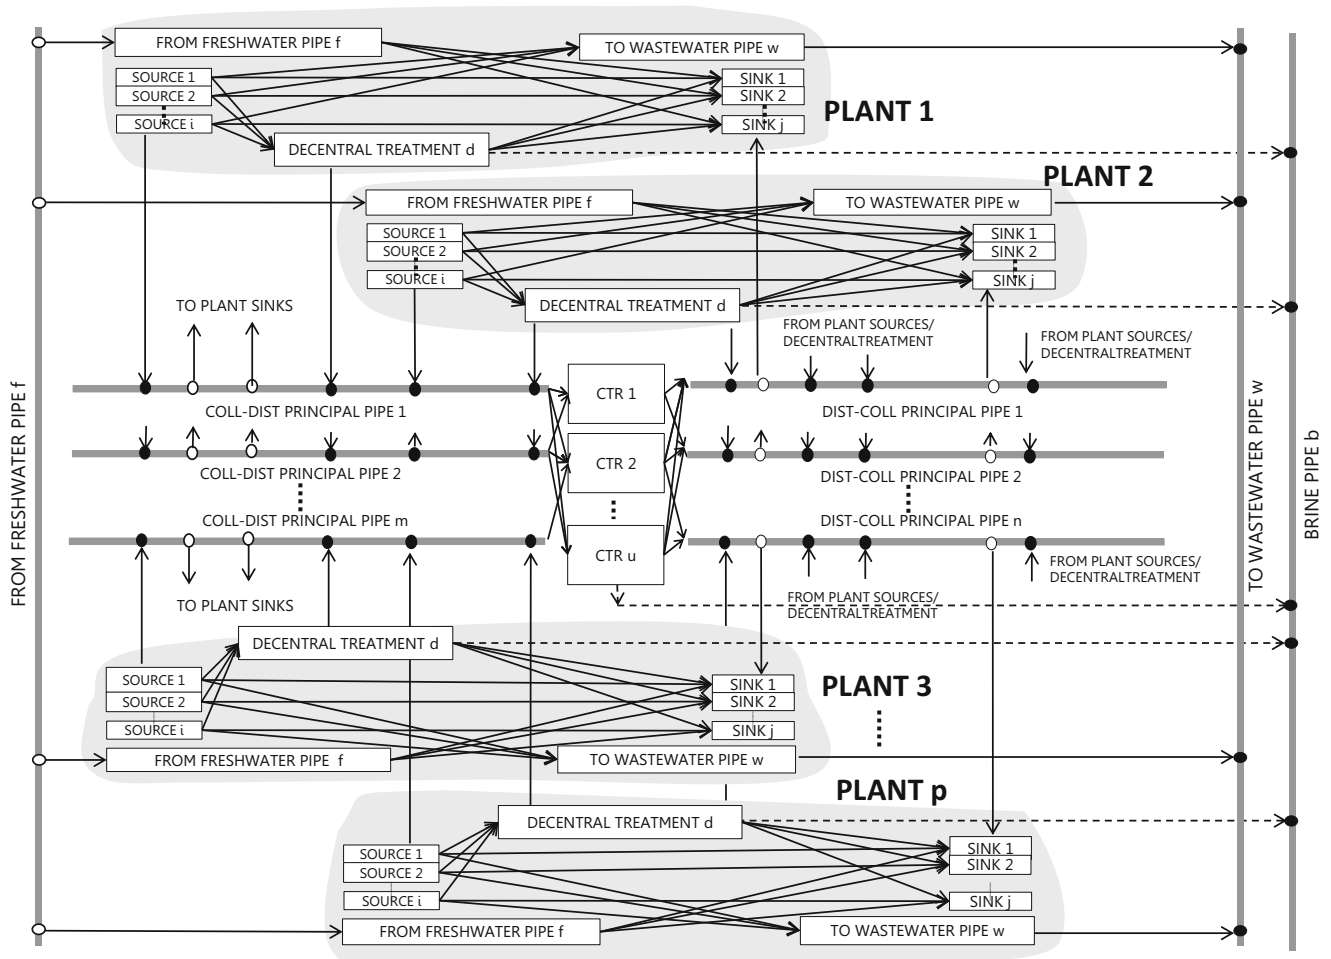 FROM FRESHWATER PIPE f
TO WASTEWATER PIPE w
SOURCE 1
SOURCE 2
SOURCE i
SINK 1
SINK 2
SINK j
PLANT 1
DECENTRAL TREATMENT d
PLANT 2
FROM FRESHWATER PIPE f
TO WASTEWATER PIPE w
SOURCE 1
SOURCE 2
SOURCE i
SINK 1
SINK 2
SINK j
DECENTRAL TREATMENT d
TO PLANT SINKS
FROM PLANT SOURCES/
DECENTRALTREATMENT
FROM PLANT SOURCES/
DECENTRALTREATMENT
CTR 1
COLL-DIST PRINCIPAL PIPE 1
DIST-COLL PRINCIPAL PIPE 1
CTR 2
COLL-DIST PRINCIPAL PIPE 2
DIST-COLL PRINCIPAL PIPE 2
COLL-DIST PRINCIPAL PIPE m
DIST-COLL PRINCIPAL PIPE n
CTR u
FROM FRESHWATER PIPE f
TO WASTEWATER PIPE w
BRINE PIPE b
TO PLANT SINKS
FROM PLANT SOURCES/
DECENTRALTREATMENT
FROM PLANT SOURCES/
DECENTRALTREATMENT
DECENTRAL TREATMENT d
SOURCE 1
SOURCE 2
SOURCE i
SINK 1
SINK 2
SINK j
PLANT 3
FROM FRESHWATER PIPE f
TO WASTEWATER PIPE w
PLANT p
DECENTRAL TREATMENT d
SOURCE 1
SOURCE 2
SOURCE i
SINK 1
SINK 2
SINK j
FROM FRESHWATER PIPE f
TO WASTEWATER PIPE w